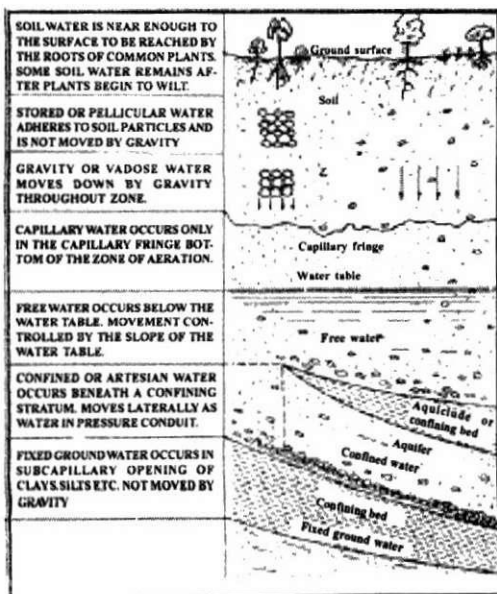 SOIL WATER IS NEAR ENOUGH TO
THE SURFACE TO BE REACHED BY
THE ROOTS OF COMMON PLANTS.
SOME SOIL WATER REMAINS AF-
TER PLANTS BEGIN TO WILT.
STORED OR PELLICULAR WATER
ADHERES TO SOIL PARTICLES AND
IS NOT MOVED BY GRAVITY
GRAVITY OR VADOSE WATER
MOVES DOWN BY GRAVITY
THROUGHOUT ZONE.
CAPILLARY WATER OCCURS ONLY
IN THE CAPILLARY FRINGE BOT-
TOM OF THE ZONE OF AERATION.
FREE WATER OCCURS BELOW THE
WATER TABLE. MOVEMENT CON-
TROLLED BY THE SLOPE OF THE
WATER TABLE.
CONFINED OR ARTESIAN WATER
OCCURS BENEATH A CONFINING
STRATUM. MOVES LATERALLY AS
WATER IN PRESSURE CONDUIT.
FIXED GROUND WATER OCCURS IN
SUBCAPILLARY OPENING OF
CLAYS.SILTS ETC. NOT MOVED BY
GRAVITY
Ground surface
Soil
Z
Capillary fringe
Water table
Free water
Aquiclude or
confining bed
Aquifer
Confined water
Confining bed
Fixed ground water